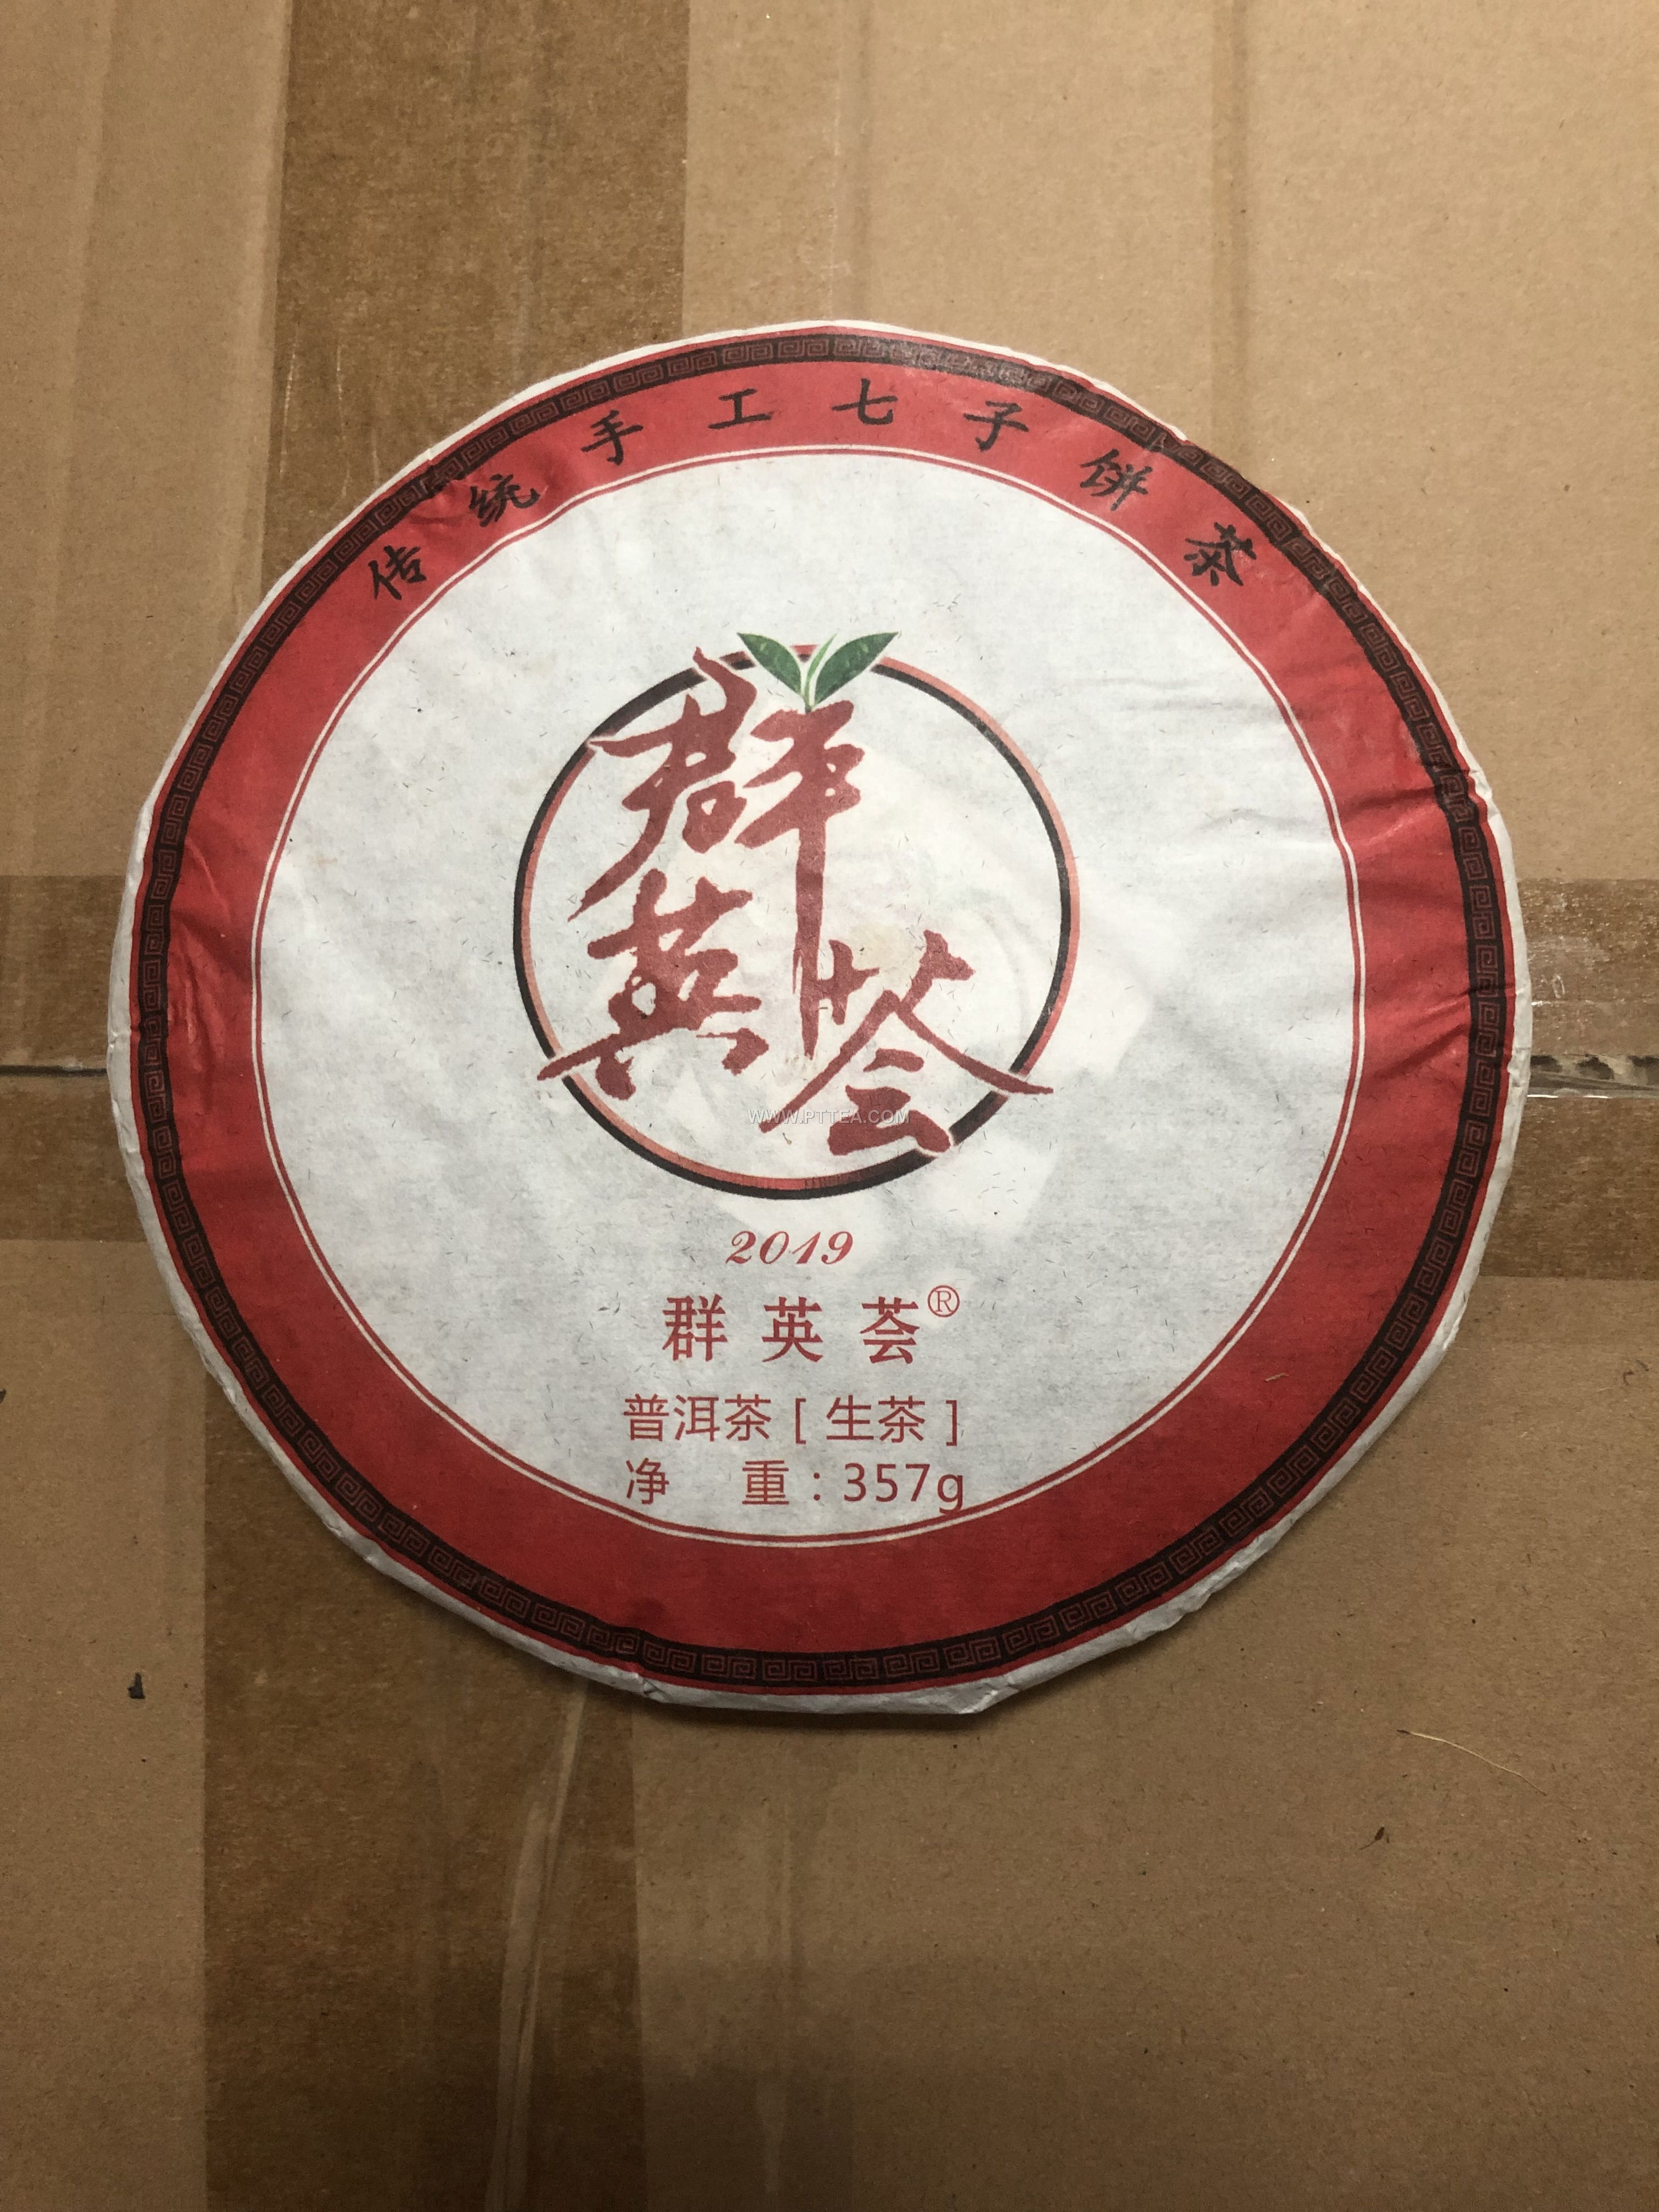 传统手工七子饼茶
群英荟
WWW.PTTEA.COM
2019
群英荟®
普洱茶[生茶]
净 重:357g